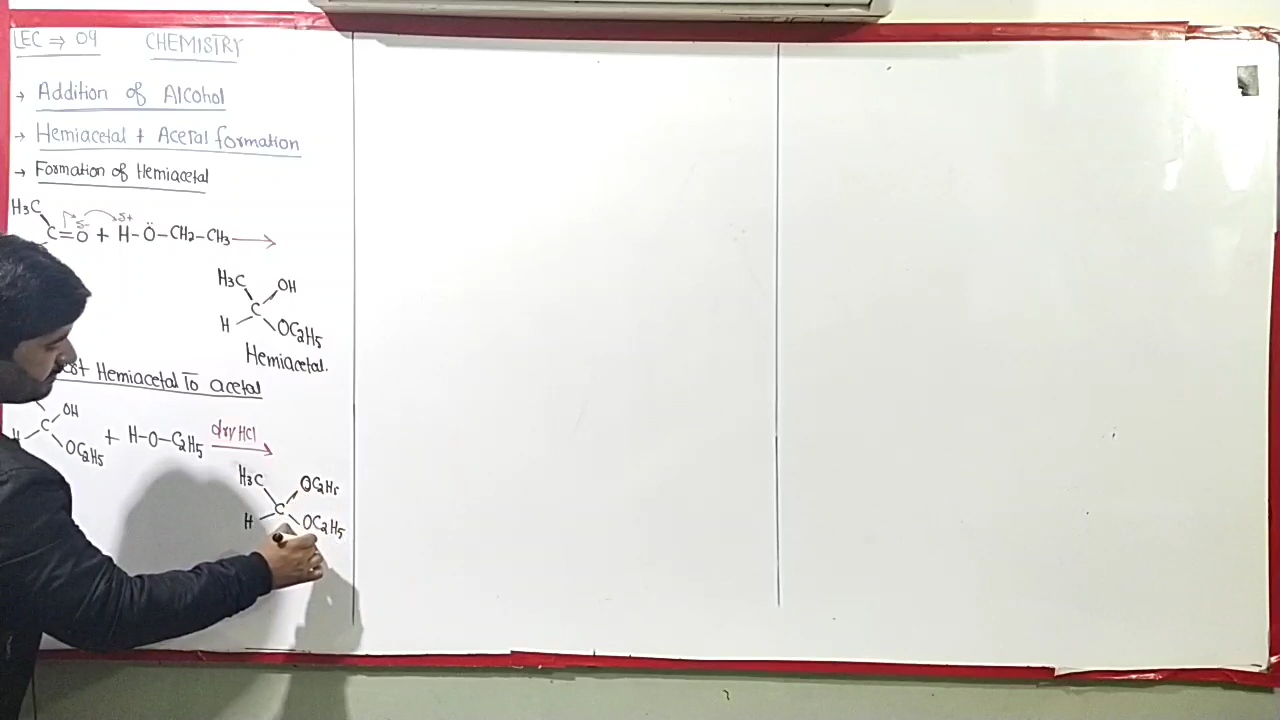 LEC → 04 CHEMISTRY
→ Addition of Alcohol
→ Hemiacetal + Acetal formation
→ Formation of Hemiacetal
H3C
δ- δ+
C=O + H-Ö-CH2-CH3 →
H3C OH
C
H OC2H5
Hemiacetal.
Hemiacetal To acetal
OH
C + H-O-C2H5 dry HCl →
H OC2H5
H3C OC2H5
C
H OC2H5